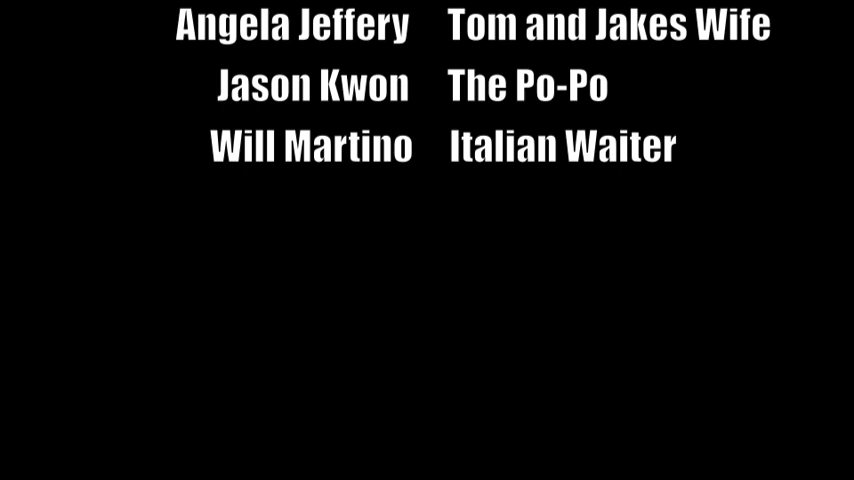 Angela Jeffery Tom and Jakes Wife
Jason Kwon The Po-Po
Will Martino Italian Waiter